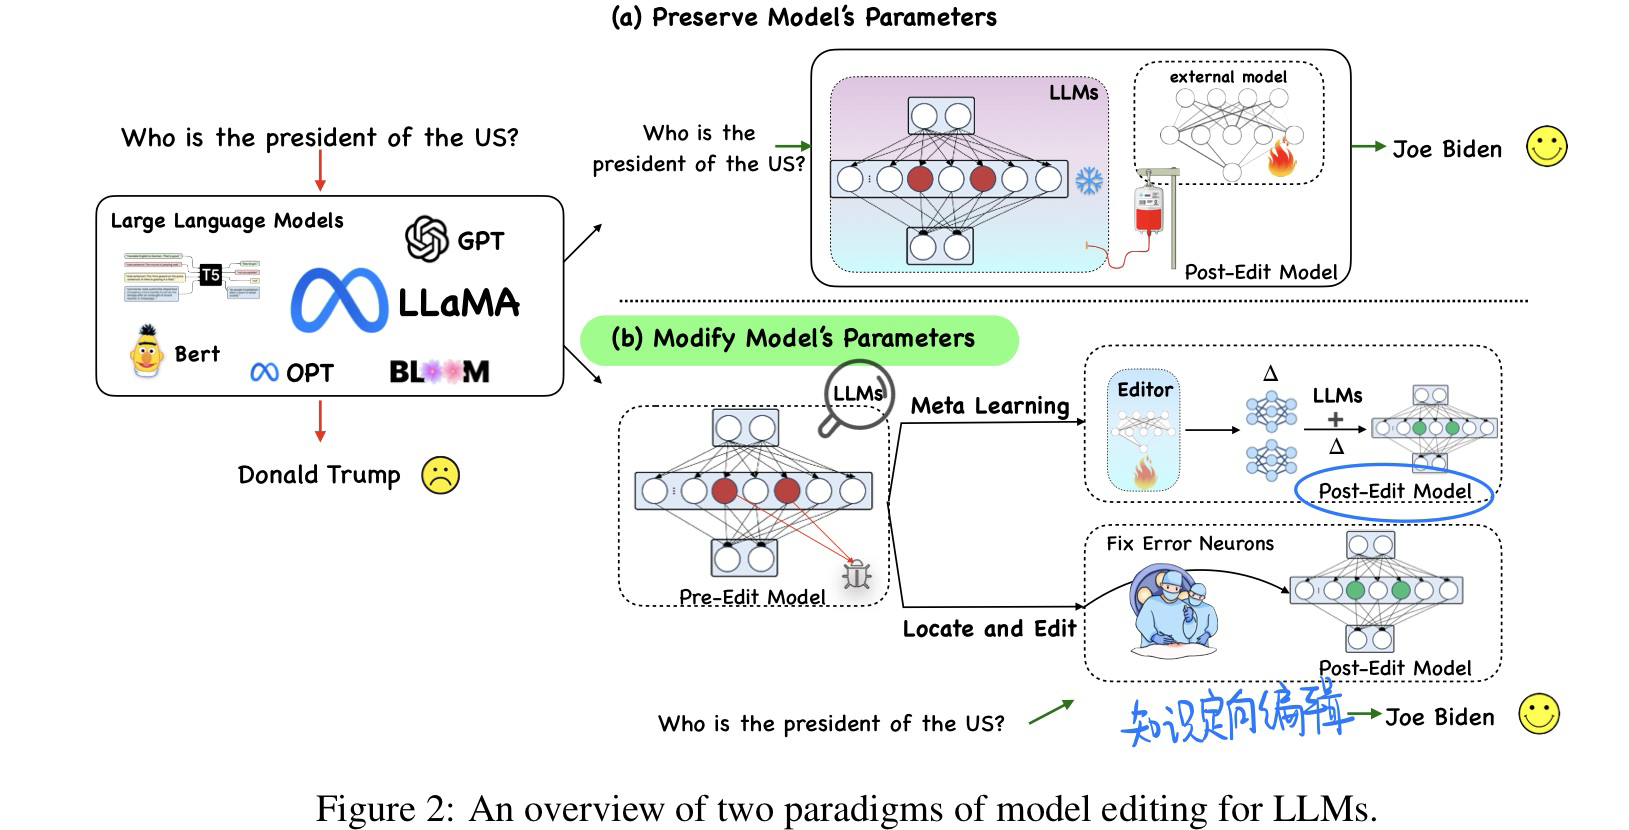 (a) Preserve Model's Parameters
Who is the president of the US?
Large Language Models
T5
GPT
LLaMA
Bert
OPT
BLOOM
Donald Trump
Who is the
president of the US?
LLMs
external model
Post-Edit Model
Joe Biden
(b) Modify Model's Parameters
LLMs
Pre-Edit Model
Meta Learning
Editor
Δ
LLMs
+
Δ
Post-Edit Model
Locate and Edit
Fix Error Neurons
Post-Edit Model
Who is the president of the US?
知识定向编辑
Joe Biden
Figure 2: An overview of two paradigms of model editing for LLMs.